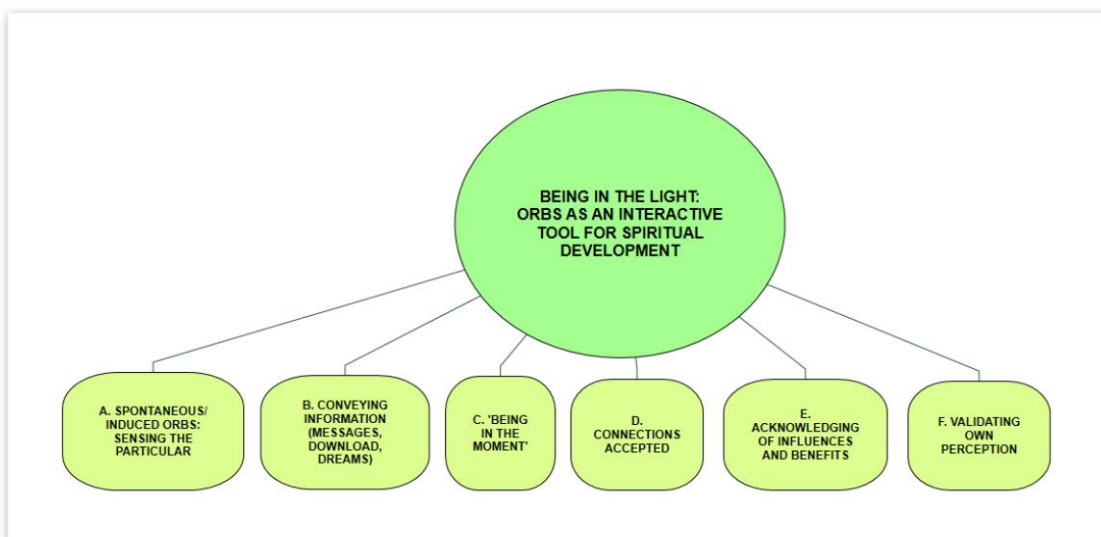 BEING IN THE LIGHT:
ORBS AS AN INTERACTIVE
TOOL FOR SPIRITUAL
DEVELOPMENT
A. SPONTANEOUS/
INDUCED ORBS:
SENSING THE
PARTICULAR
B. CONVEYING
INFORMATION
(MESSAGES,
DOWNLOAD,
DREAMS)
C. 'BEING
IN THE
MOMENT'
D.
CONNECTIONS
ACCEPTED
E.
ACKNOWLEDGING
OF INFLUENCES
AND BENEFITS
F. VALIDATING
OWN
PERCEPTION